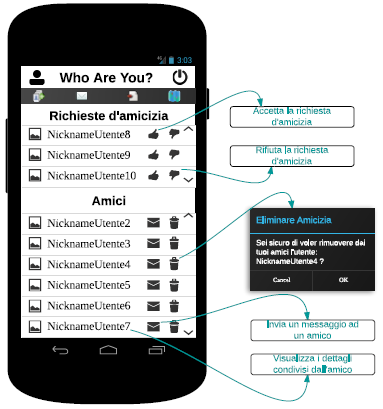 3:03
Who Are You?
Richieste d'amicizia
NicknameUtente8
NicknameUtente9
NicknameUtente10
Amici
NicknameUtente2
NicknameUtente3
NicknameUtente4
NicknameUtente5
NicknameUtente6
NicknameUtente7
Accetta la richiesta
d'amicizia
Rifiuta la richiesta
d'amicizia
Eliminare Amicizia
Sei sicuro di voler rimuovere dai
tuoi amici l'utente:
NicknameUtente4 ?
Cancel
OK
Invia un messaggio ad
un amico
Visualizza i dettagli
condivisi dall'amico